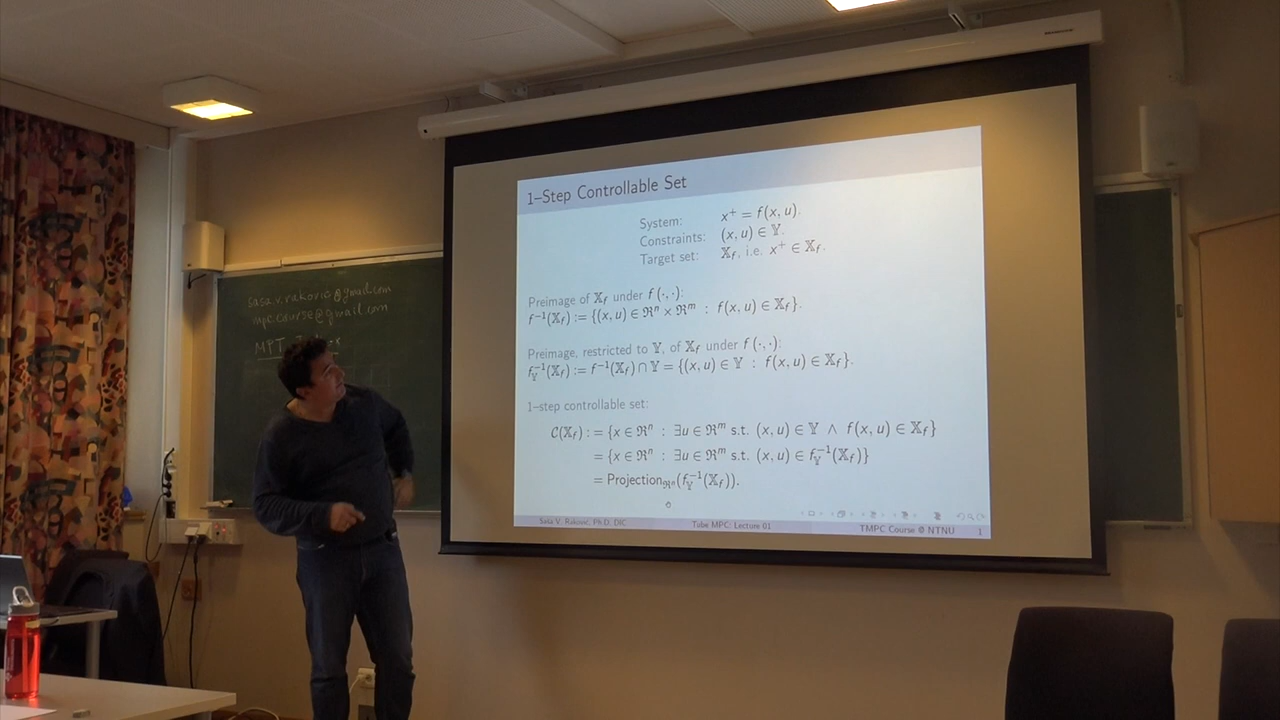 1–Step Controllable Set
System: x⁺ = f(x, u).
Constraints: (x, u) ∈ 𝕐.
Target set: 𝕏_f, i.e. x⁺ ∈ 𝕏_f.
Preimage of 𝕏_f under f(·,·):
f⁻¹(𝕏_f) := {(x, u) ∈ ℜⁿ × ℜᵐ : f(x, u) ∈ 𝕏_f}.
Preimage, restricted to 𝕐, of 𝕏_f under f(·,·):
f_𝕐⁻¹(𝕏_f) := f⁻¹(𝕏_f) ∩ 𝕐 = {(x, u) ∈ 𝕐 : f(x, u) ∈ 𝕏_f}.
1–step controllable set:
𝒞(𝕏_f) := {x ∈ ℜⁿ : ∃u ∈ ℜᵐ s.t. (x, u) ∈ 𝕐 ∧ f(x, u) ∈ 𝕏_f}
= {x ∈ ℜⁿ : ∃u ∈ ℜᵐ s.t. (x, u) ∈ f_𝕐⁻¹(𝕏_f)}
= Projection_ℜⁿ(f_𝕐⁻¹(𝕏_f)).
Saša V. Raković, Ph.D. DIC Tube MPC: Lecture 01 TMPC Course @ NTNU 1
sasa.v.rakovic@gmail.com
mpc.course@gmail.com
MPT